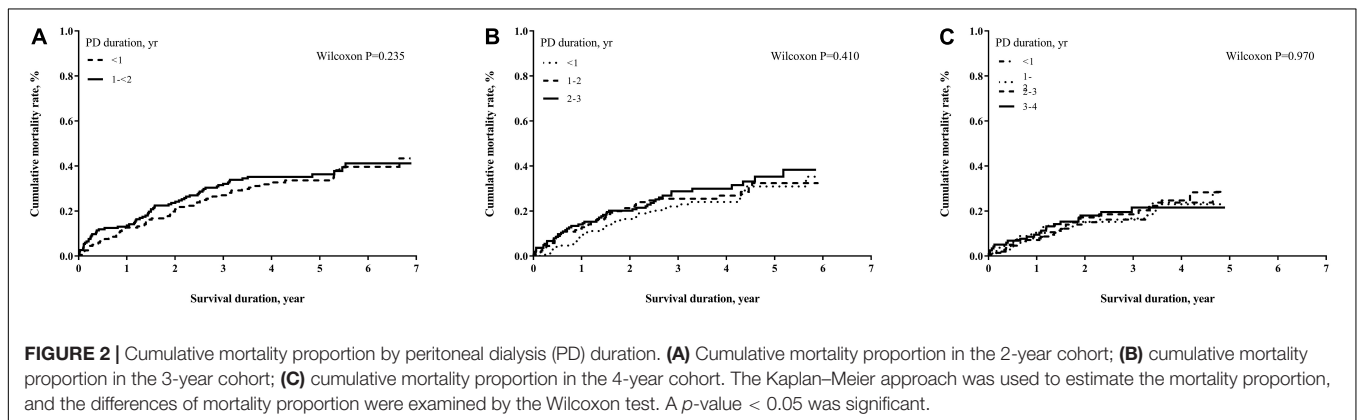 A
PD duration, yr
<1
1-<2
Wilcoxon P=0.235
Cumulative mortality rate, %
1.0
0.8
0.6
0.4
0.2
0.0
0 1 2 3 4 5 6 7
Survival duration, year
B
PD duration, yr
<1
1-2
2-3
Wilcoxon P=0.410
Cumulative mortality rate, %
1.0
0.8
0.6
0.4
0.2
0.0
0 1 2 3 4 5 6 7
Survival duration, year
C
PD duration, yr
<1
1-
2
2-3
3-4
Wilcoxon P=0.970
Cumulative mortality rate, %
1.0
0.8
0.6
0.4
0.2
0.0
0 1 2 3 4 5 6 7
Survival duration, year
FIGURE 2 | Cumulative mortality proportion by peritoneal dialysis (PD) duration. (A) Cumulative mortality proportion in the 2-year cohort; (B) cumulative mortality
proportion in the 3-year cohort; (C) cumulative mortality proportion in the 4-year cohort. The Kaplan–Meier approach was used to estimate the mortality proportion,
and the differences of mortality proportion were examined by the Wilcoxon test. A p-value < 0.05 was significant.